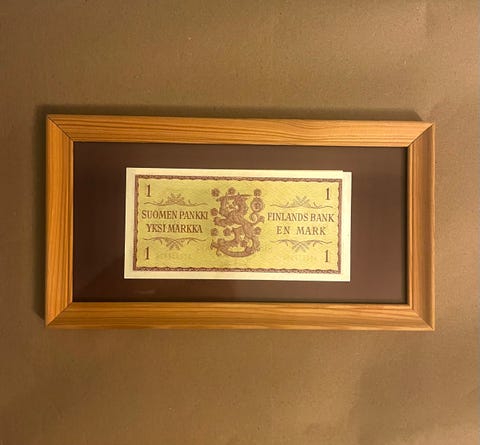 1 1
SUOMEN PANKKI FINLANDS BANK
YKSI MARKKA EN MARK
1 1